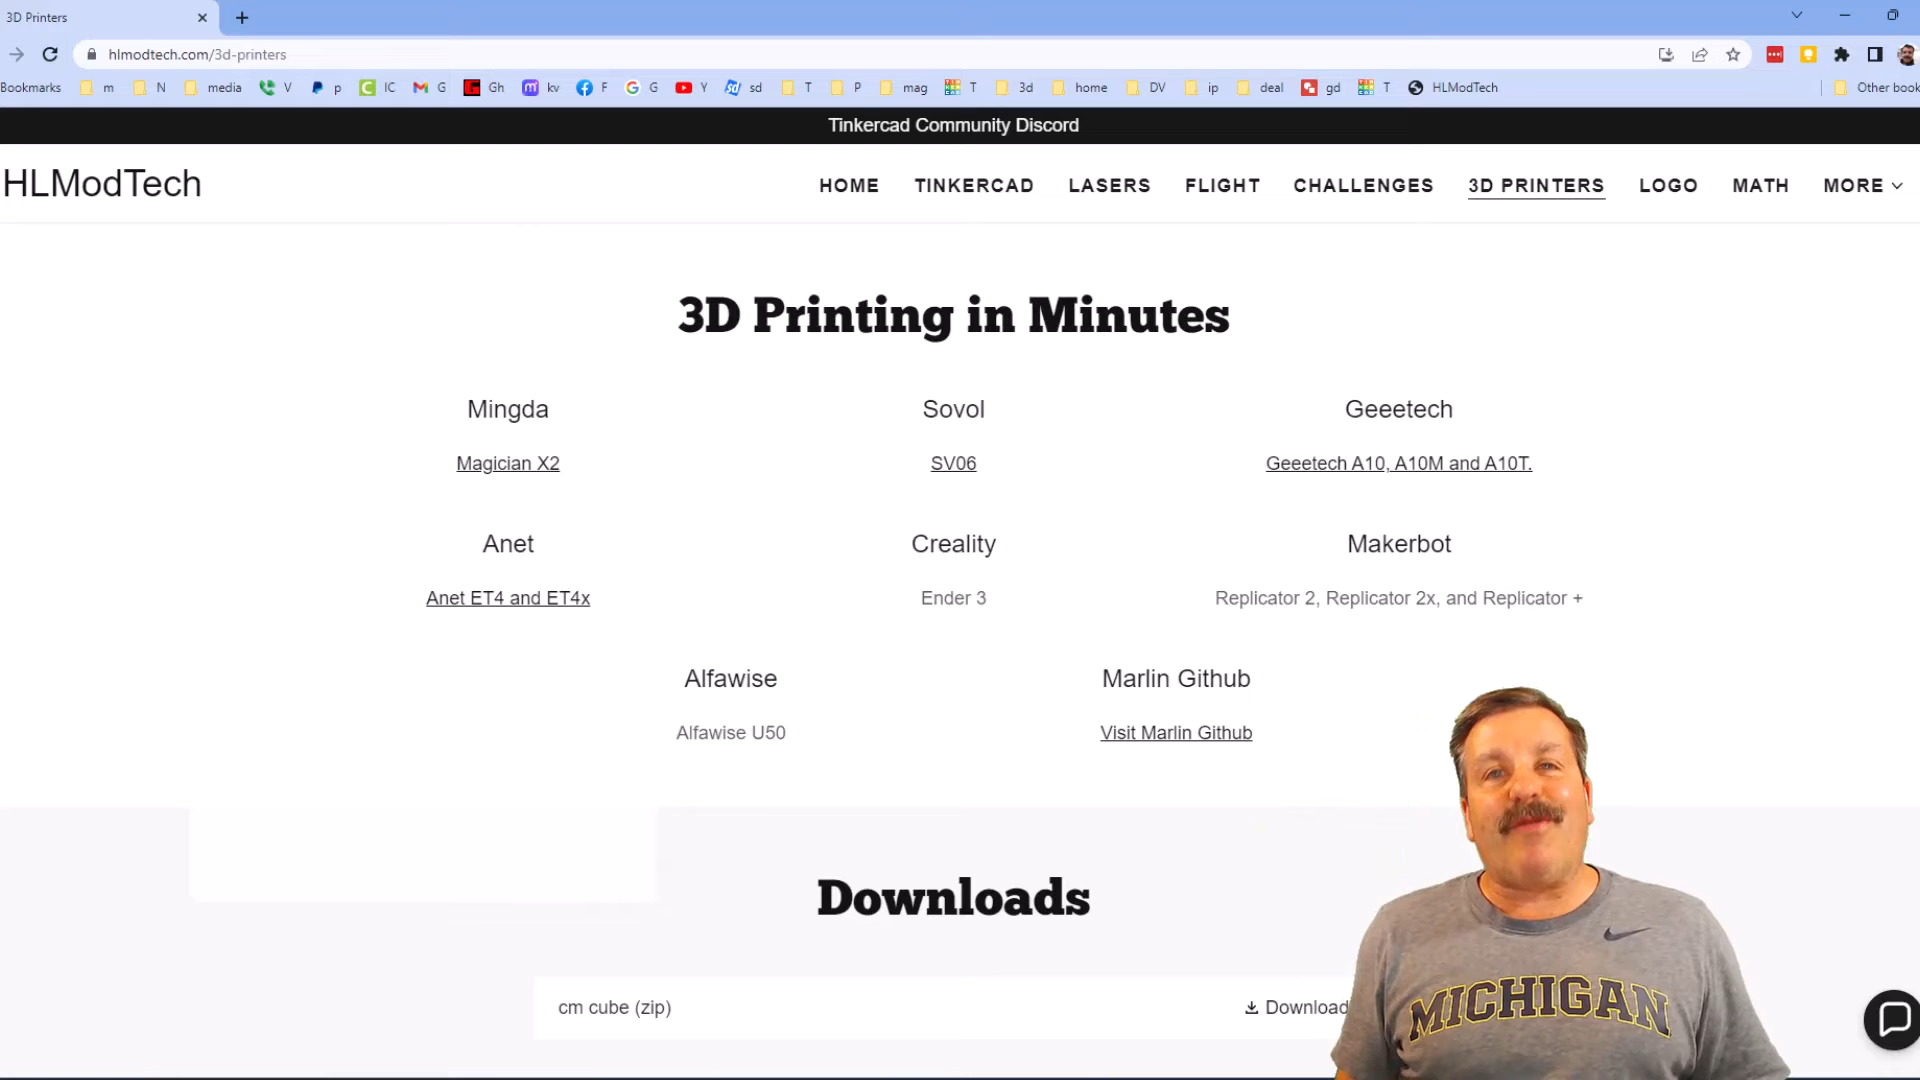 3D Printers
hlmodtech.com/3d-printers
Bookmarks m N media V p IC G Gh kv F G Y sd T P mag T 3d home DV ip deal gd T HLModTech Other book
Tinkercad Community Discord
HLModTech HOME TINKERCAD LASERS FLIGHT CHALLENGES 3D PRINTERS LOGO MATH MORE
3D Printing in Minutes
Mingda Sovol Geeetech
Magician X2 SV06 Geeetech A10, A10M and A10T.
Anet Creality Makerbot
Anet ET4 and ET4x Ender 3 Replicator 2, Replicator 2x, and Replicator +
Alfawise Marlin Github
Alfawise U50 Visit Marlin Github
Downloads
cm cube (zip) Download
MICHIGAN